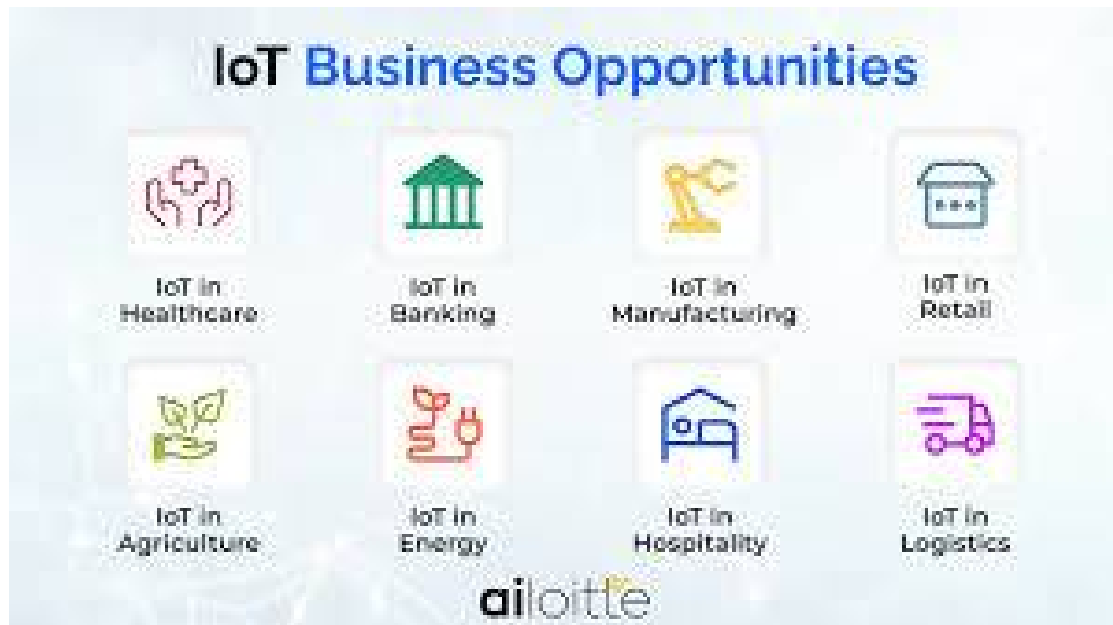 IoT Business Opportunities
IoT in
Healthcare
IoT in
Banking
IoT in
Manufacturing
IoT in
Retail
IoT in
Agriculture
IoT in
Energy
IoT in
Hospitality
IoT in
Logistics
ailoitte